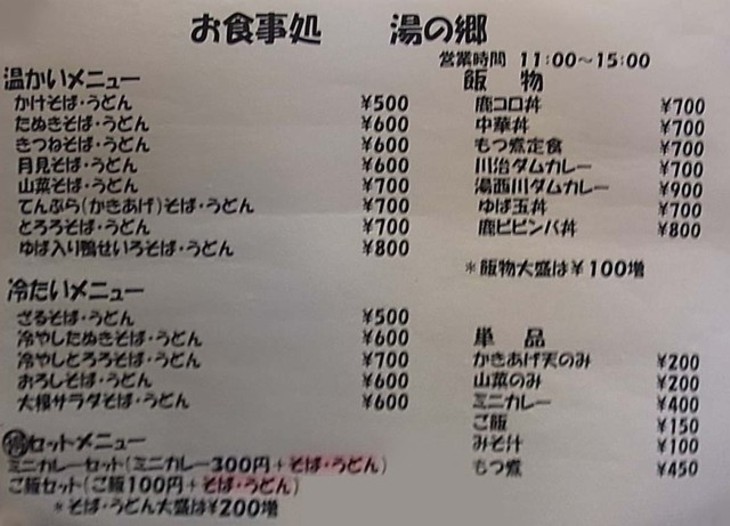 お食事処　湯の郷
営業時間 11:00～15:00
温かいメニュー
かけそば・うどん ¥500
たぬきそば・うどん ¥600
きつねそば・うどん ¥600
月見そば・うどん ¥600
山菜そば・うどん ¥700
てんぷら(かきあげ)そば・うどん ¥700
とろろそば・うどん ¥700
ゆば入り鴨せいろそば・うどん ¥800
冷たいメニュー
ざるそば・うどん ¥500
冷やしたぬきそば・うどん ¥600
冷やしとろろそば・うどん ¥700
おろしそば・うどん ¥600
大根サラダそば・うどん ¥600
セットメニュー
ミニカレーセット(ミニカレー300円+そば・うどん)
ご飯セット(ご飯100円+そば・うどん)
*そば・うどん大盛は¥200増
飯　物
鹿コロ丼 ¥700
中華丼 ¥700
もつ煮定食 ¥700
川治ダムカレー ¥700
湯西川ダムカレー ¥900
ゆば玉丼 ¥700
鹿ビビンバ丼 ¥800
*飯物大盛は¥100増
単　品
かきあげ天のみ ¥200
山菜のみ ¥200
ミニカレー ¥400
ご飯 ¥150
みそ汁 ¥100
もつ煮 ¥450